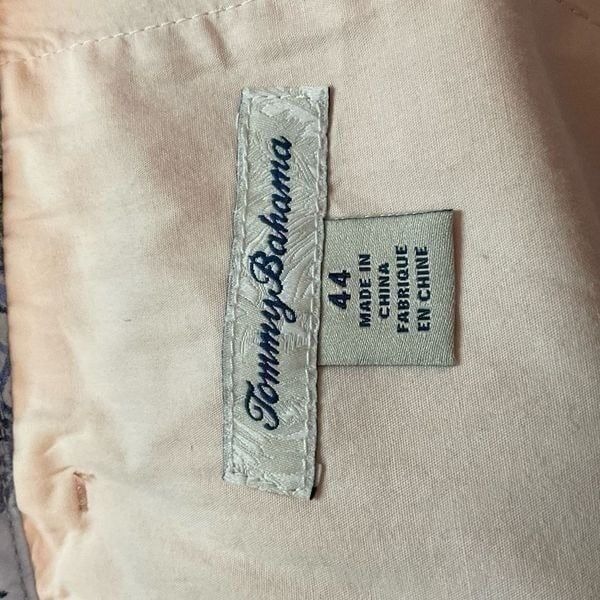 Tommy Bahama
44
MADE IN
CHINA
FABRIQUE
EN CHINE